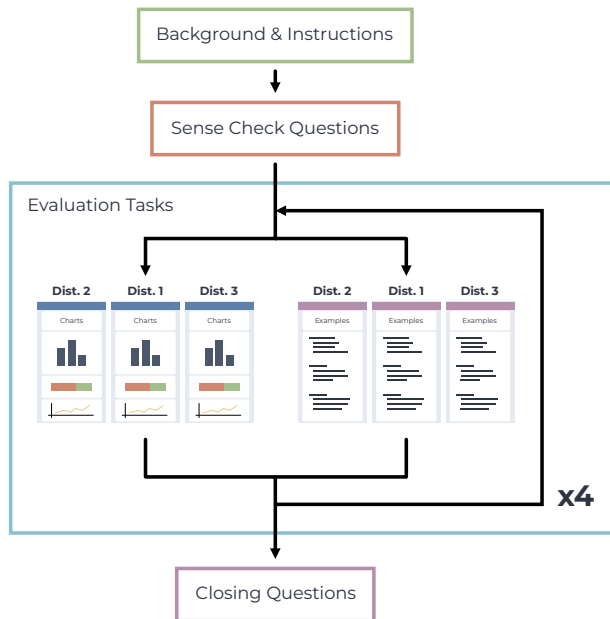 Background & Instructions
Sense Check Questions
Evaluation Tasks
Dist. 2 Dist. 1 Dist. 3 Dist. 2 Dist. 1 Dist. 3
Charts Charts Charts Examples Examples Examples
x4
Closing Questions